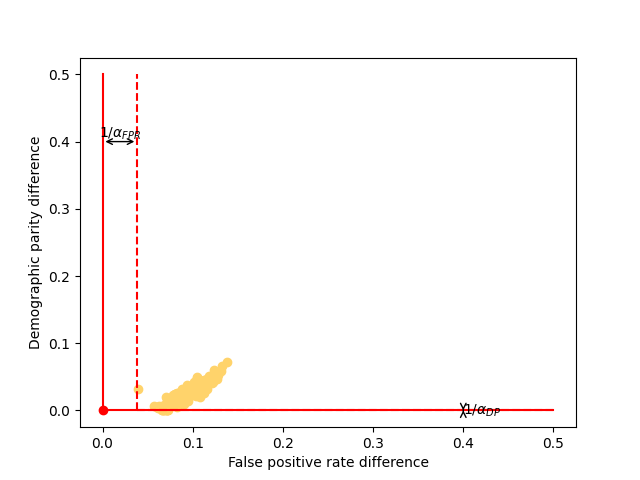 0.5
0.4
0.3
0.2
0.1
0.0
Demographic parity difference
1/α_FPR
1/α_DP
0.0 0.1 0.2 0.3 0.4 0.5
False positive rate difference